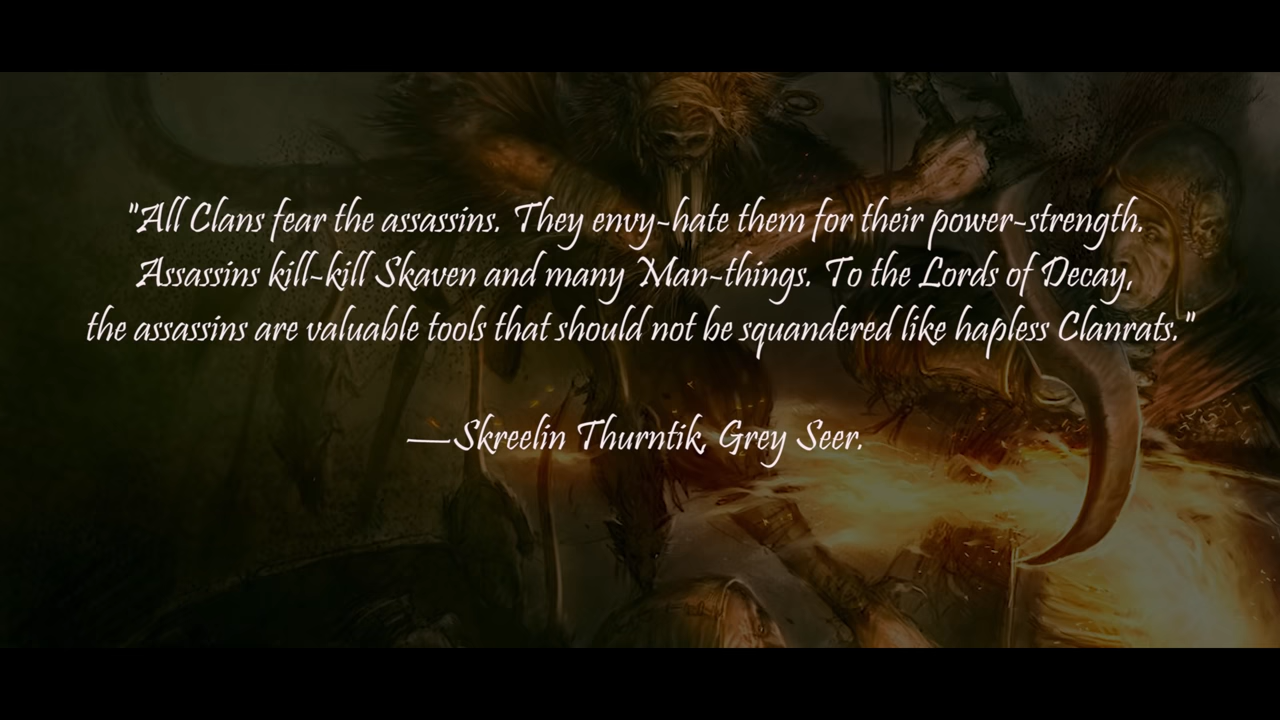 "All Clans fear the assassins. They envy-hate them for their power-strength.
Assassins kill-kill Skaven and many Man-things. To the Lords of Decay,
the assassins are valuable tools that should not be squandered like hapless Clanrats."
—Skreelin Thurntik, Grey Seer.